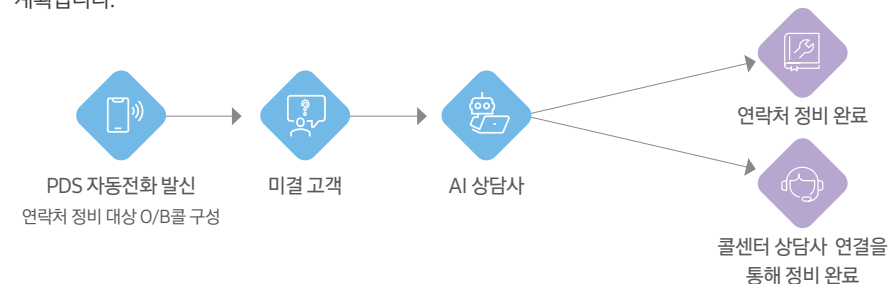 계획입니다.
PDS 자동전화 발신
연락처 정비 대상 O/B콜 구성
미결 고객
AI 상담사
연락처 정비 완료
콜센터 상담사 연결을
통해 정비 완료